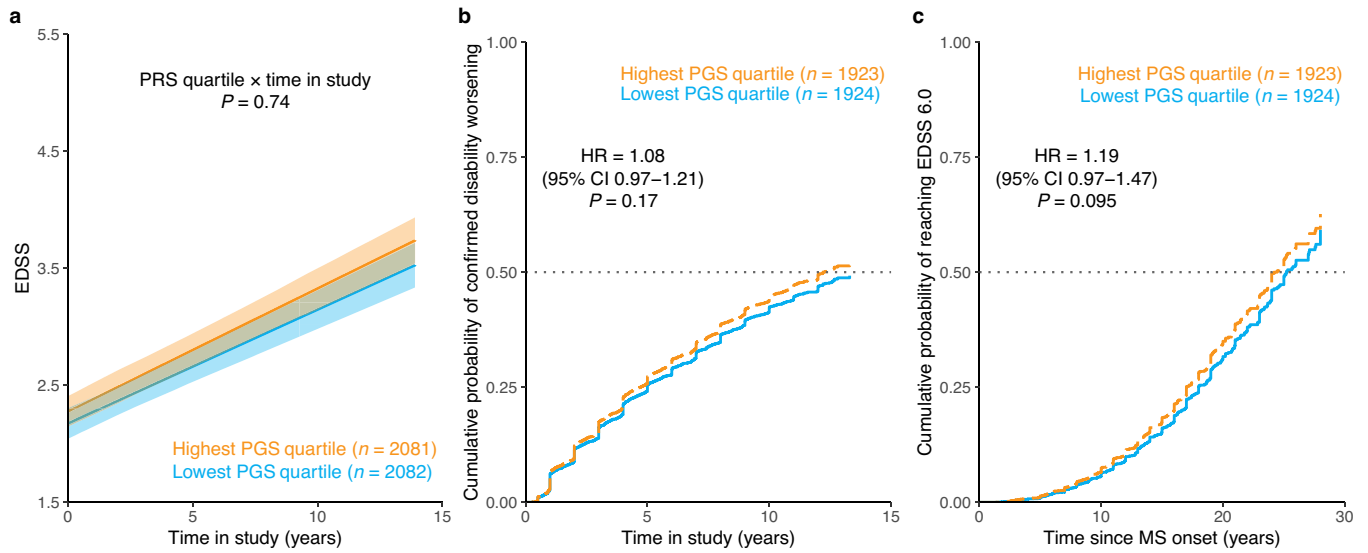 a
EDSS
5.5
4.5
3.5
2.5
1.5
PRS quartile × time in study
P = 0.74
Highest PGS quartile (n = 2081)
Lowest PGS quartile (n = 2082)
0 5 10 15
Time in study (years)
b
Cumulative probability of confirmed disability worsening
1.00
0.75
0.50
0.25
0.00
Highest PGS quartile (n = 1923)
Lowest PGS quartile (n = 1924)
HR = 1.08
(95% CI 0.97–1.21)
P = 0.17
0 5 10 15
Time in study (years)
c
Cumulative probability of reaching EDSS 6.0
1.00
0.75
0.50
0.25
0.00
Highest PGS quartile (n = 1923)
Lowest PGS quartile (n = 1924)
HR = 1.19
(95% CI 0.97–1.47)
P = 0.095
0 10 20 30
Time since MS onset (years)